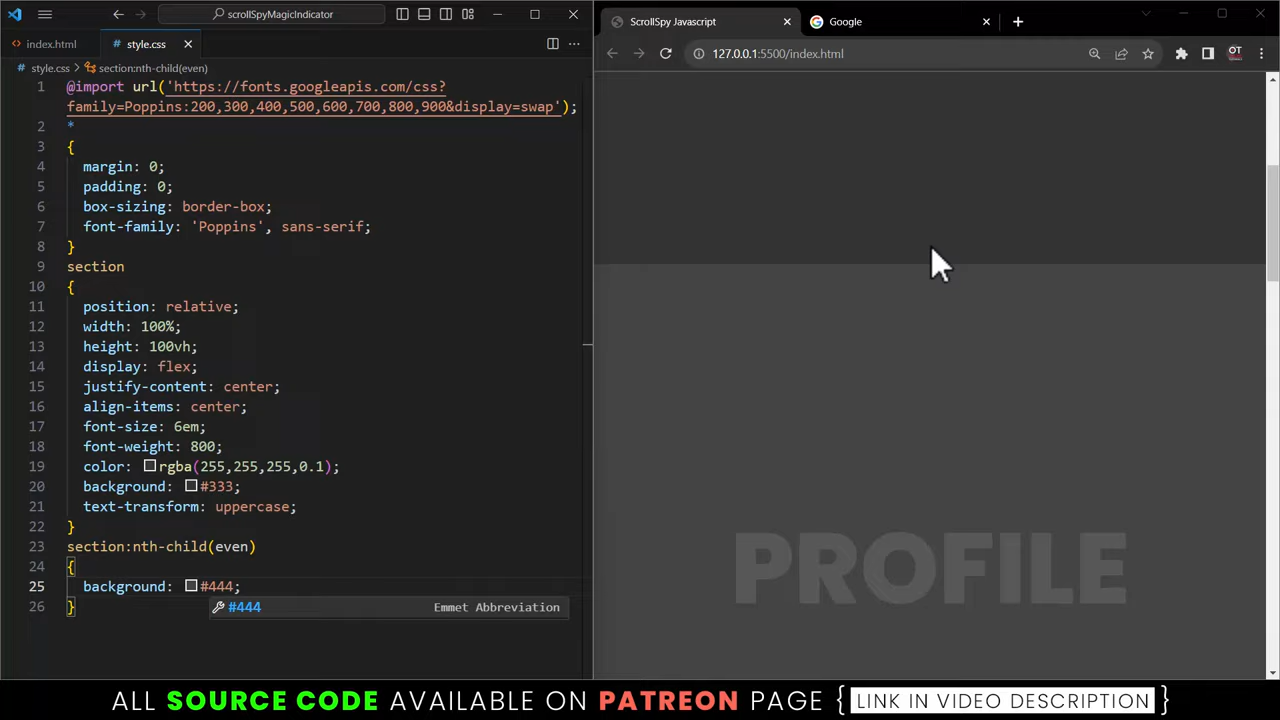 scrollSpyMagicIndicator
index.html
style.css
style.css section:nth-child(even)
1 @import url('https://fonts.googleapis.com/css?
family=Poppins:200,300,400,500,600,700,800,900&display=swap');
2 *
3 {
4 margin: 0;
5 padding: 0;
6 box-sizing: border-box;
7 font-family: 'Poppins', sans-serif;
8 }
9 section
10 {
11 position: relative;
12 width: 100%;
13 height: 100vh;
14 display: flex;
15 justify-content: center;
16 align-items: center;
17 font-size: 6em;
18 font-weight: 800;
19 color: rgba(255,255,255,0.1);
20 background: #333;
21 text-transform: uppercase;
22 }
23 section:nth-child(even)
24 {
25 background: #444;
#444 Emmet Abbreviation
26 }
ScrollSpy Javascript
Google
127.0.0.1:5500/index.html
OT
PROFILE
ALL SOURCE CODE AVAILABLE ON PATREON PAGE { LINK IN VIDEO DESCRIPTION }